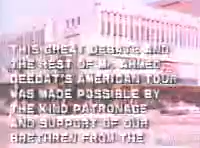 THIS GREAT DEBATE AND
THE REST OF Mr. AHMED
DEEDAT'S AMERICAN TOUR
WAS MADE POSSIBLE BY
THE KIND PATRONAGE
AND SUPPORT OF OUR
BRETHREN FROM THE